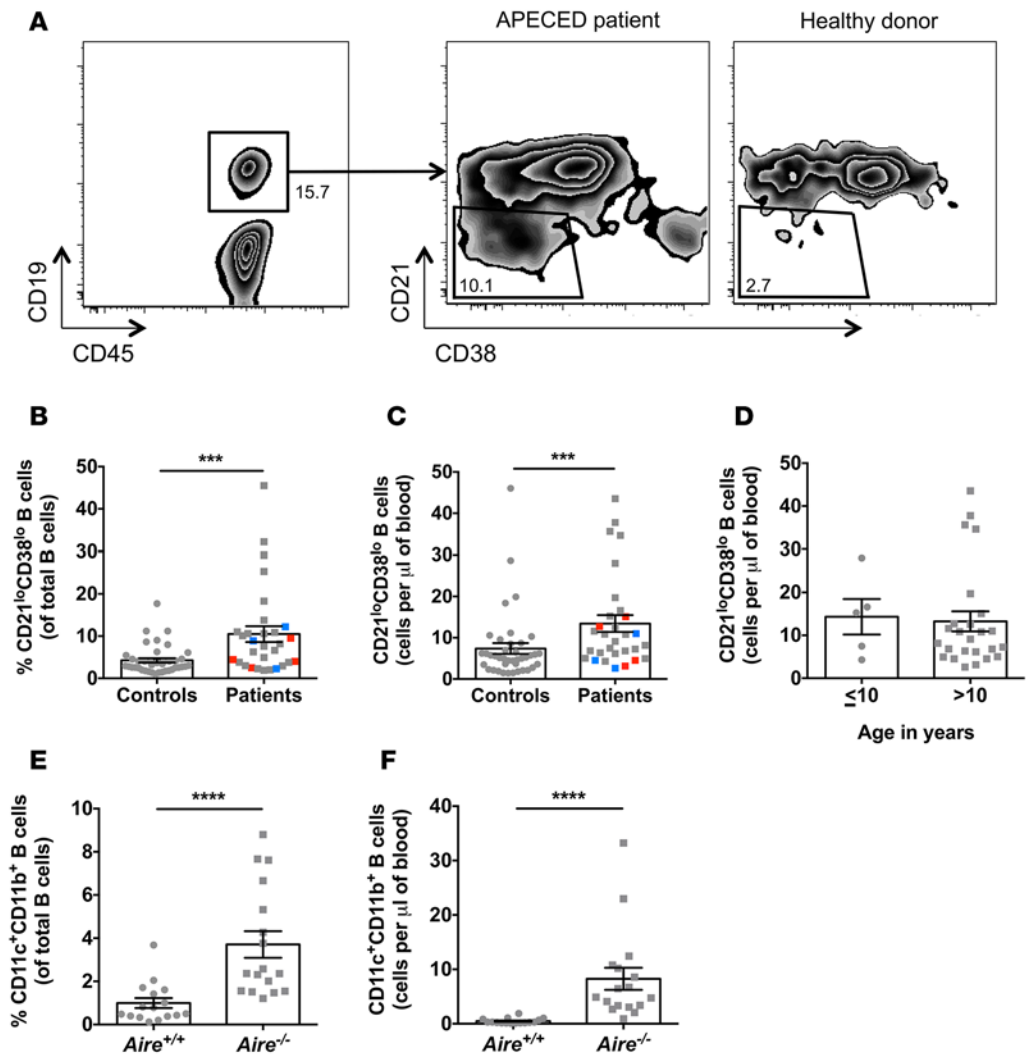 A
APECED patient
Healthy donor
15.7
10.1
2.7
CD19
CD45
CD21
CD38
B
% CD21loCD38lo B cells
(of total B cells)
50
40
30
20
10
0
***
Controls
Patients
C
CD21loCD38lo B cells
(cells per µl of blood)
50
40
30
20
10
0
***
Controls
Patients
D
CD21loCD38lo B cells
(cells per µl of blood)
50
40
30
20
10
0
≤10
>10
Age in years
E
% CD11c+CD11b+ B cells
(of total B cells)
10
8
6
4
2
0
****
Aire+/+
Aire-/-
F
CD11c+CD11b+ B cells
(cells per µl of blood)
40
30
20
10
0
****
Aire+/+
Aire-/-